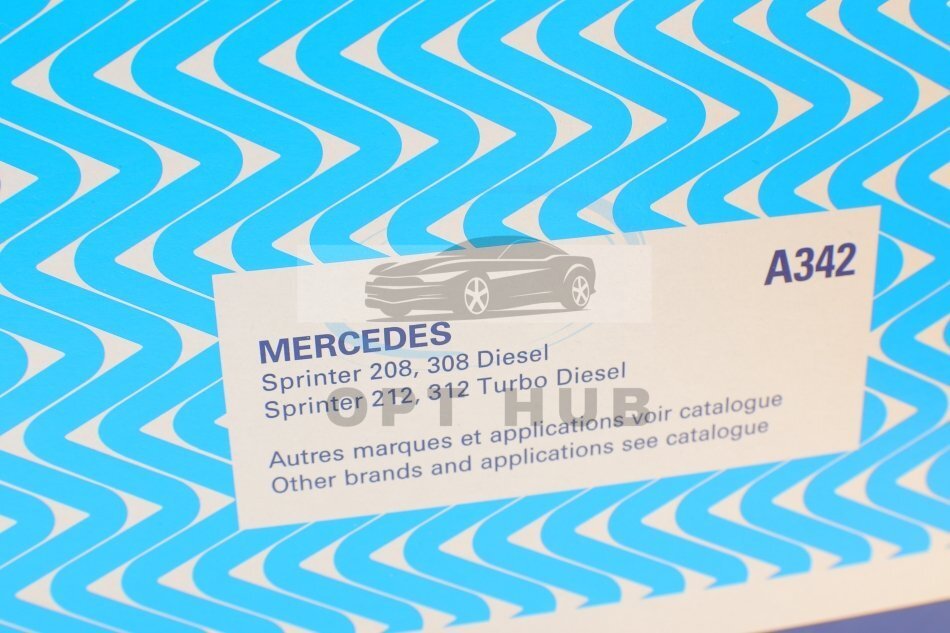 A342
MERCEDES
Sprinter 208, 308 Diesel
Sprinter 212, 312 Turbo Diesel
OPT HUB
Autres marques et applications voir catalogue
Other brands and applications see catalogue